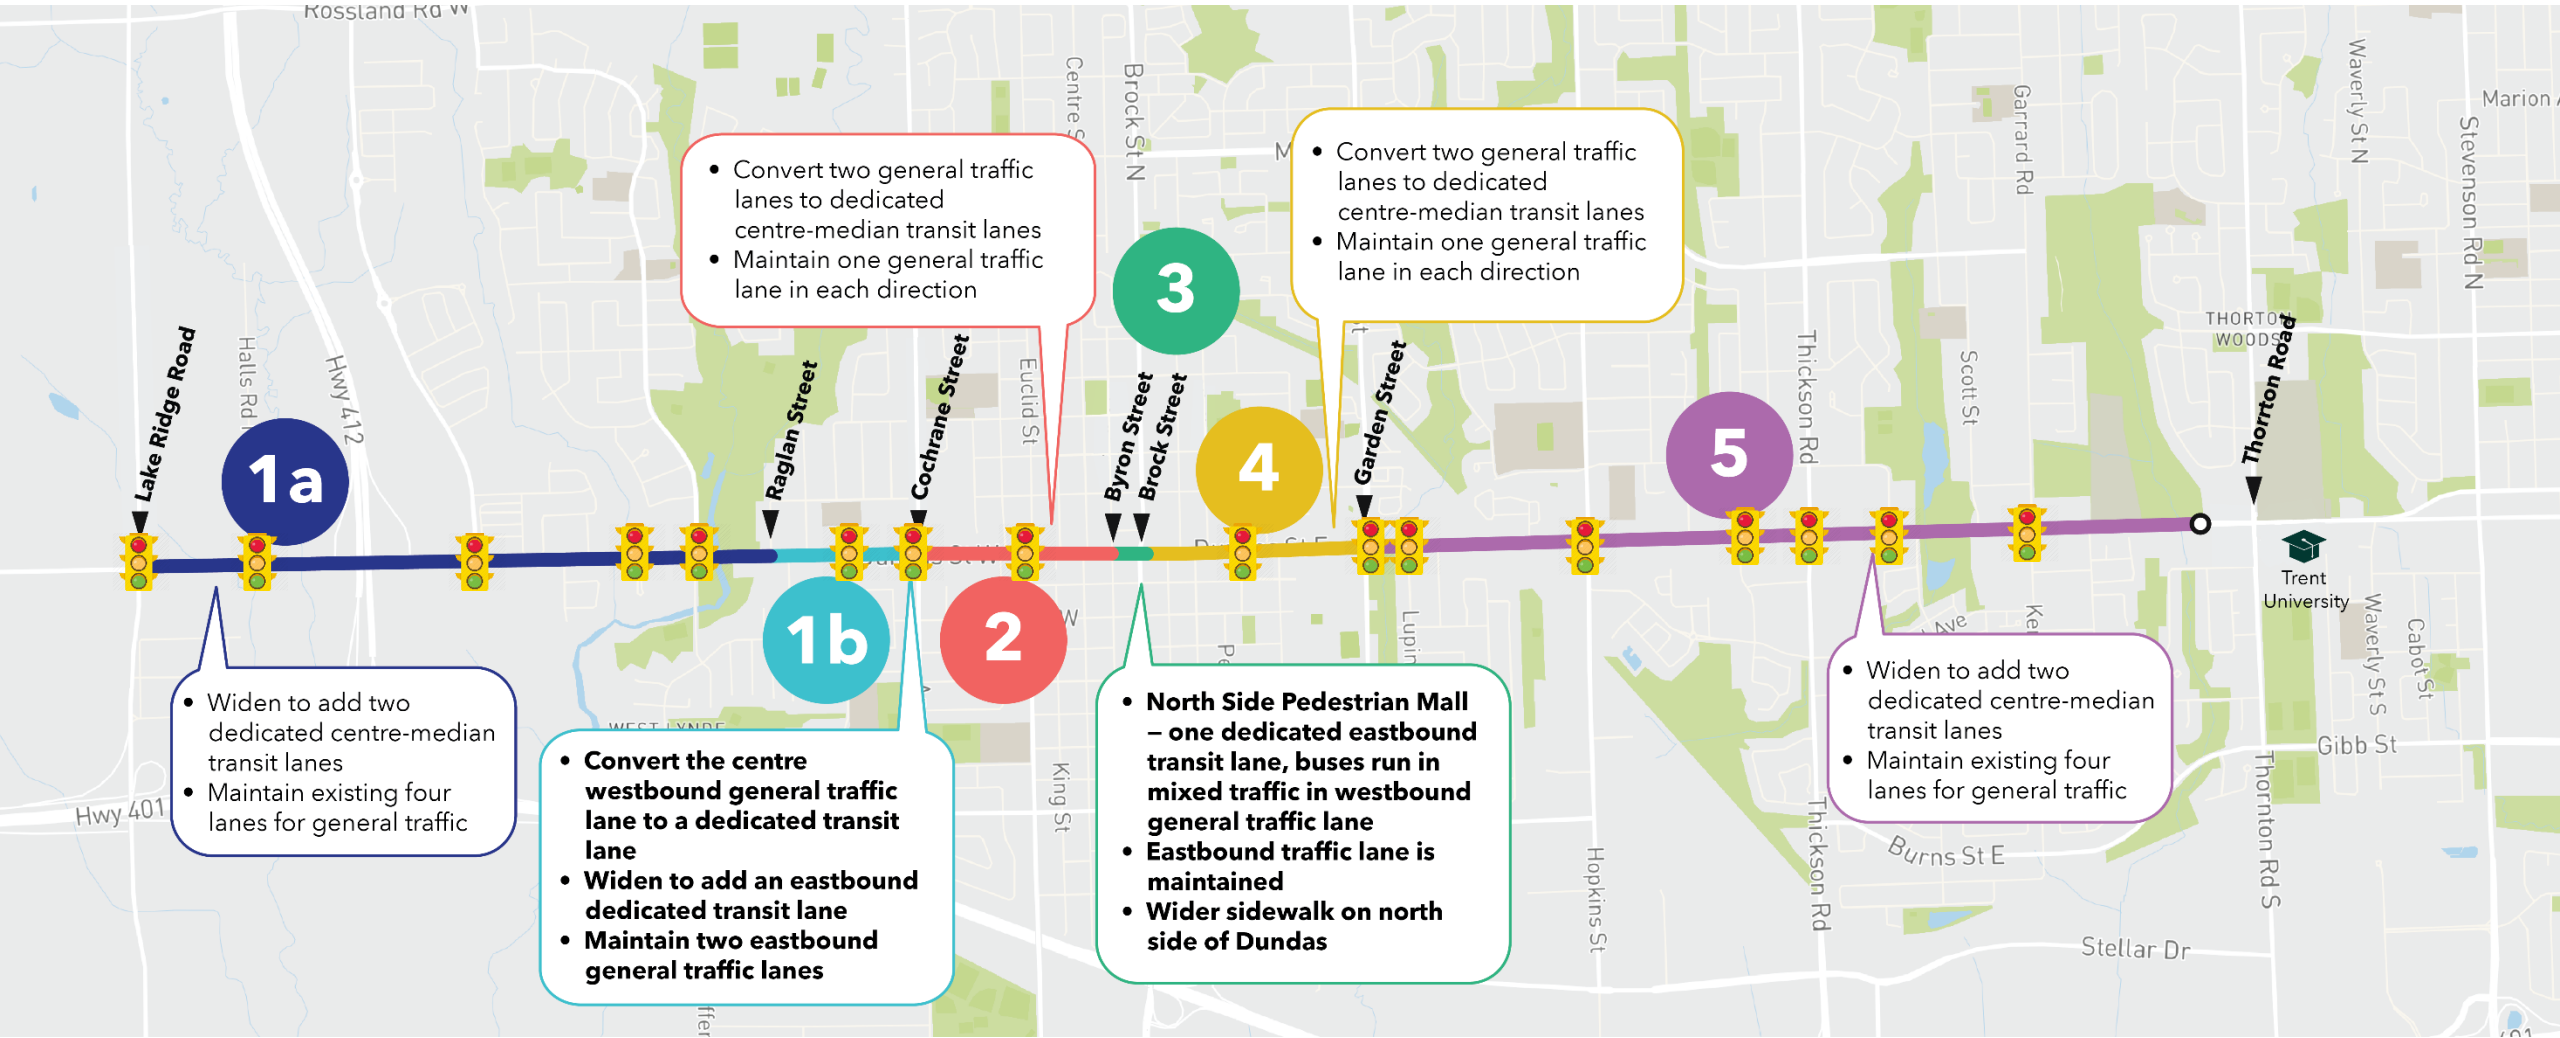 Rossland Rd W
Centre S
Brock St N
Garrard Rd
Waverly St N
Marion A
Stevenson Rd N
• Convert two general traffic
lanes to dedicated
centre-median transit lanes
• Maintain one general traffic
lane in each direction
M
• Convert two general traffic
lanes to dedicated
centre-median transit lanes
• Maintain one general traffic
lane in each direction
3
THORTON
WOODS
Lake Ridge Road
Halls Rd
Hwy 412
Raglan Street
Cochrane Street
Euclid St
Byron Street
Brock Street
Garden Street
Thickson Rd
Scott St
Thorrton Road
1a
4
5
Dundas St E
Trent
University
1b
2
W
Lupin
Pe
Ave
Ke
Waverly St S
Cabot St
• Widen to add two
dedicated centre-median
transit lanes
• Maintain existing four
lanes for general traffic
WEST LYNDE
• Convert the centre
westbound general traffic
lane to a dedicated transit
lane
• Widen to add an eastbound
dedicated transit lane
• Maintain two eastbound
general traffic lanes
• North Side Pedestrian Mall
– one dedicated eastbound
transit lane, buses run in
mixed traffic in westbound
general traffic lane
• Eastbound traffic lane is
maintained
• Wider sidewalk on north
side of Dundas
• Widen to add two
dedicated centre-median
transit lanes
• Maintain existing four
lanes for general traffic
Gibb St
Hwy 401
King St
Hopkins St
Thickson Rd
Burns St E
Thornton Rd S
Stellar Dr
ffer